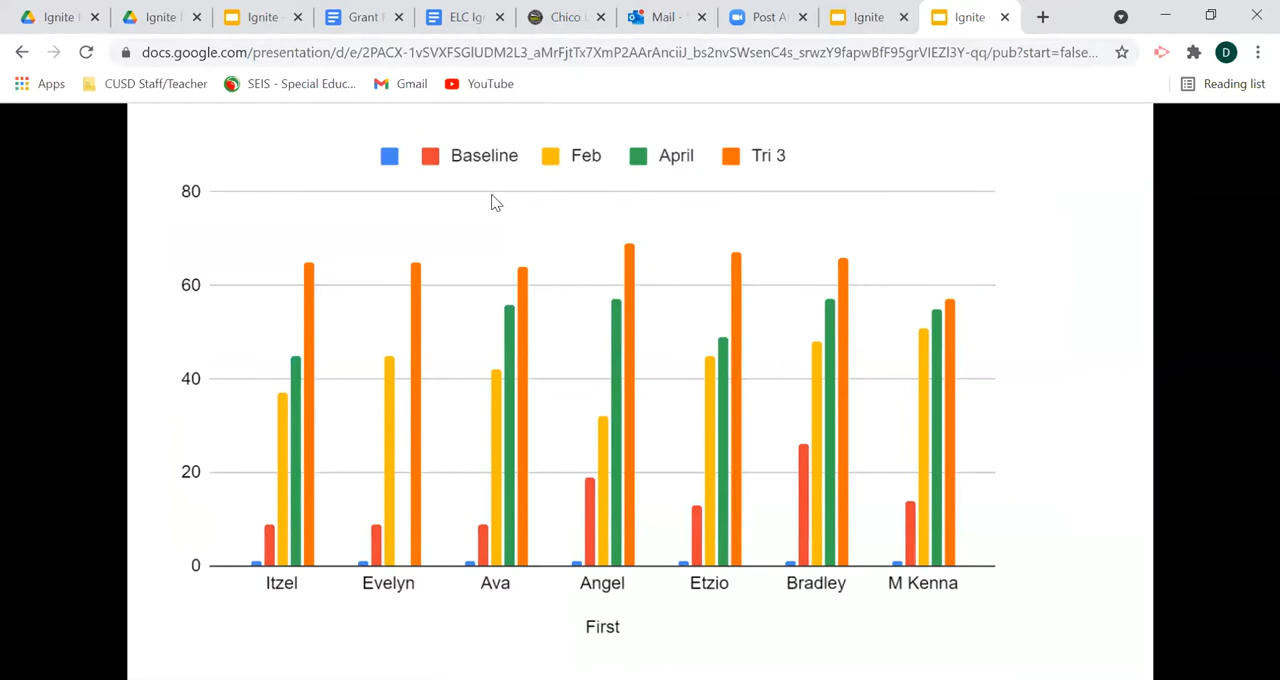 Ignite Ignite Ignite - Grant ELC Ign Chico Mail - Post A Ignite Ignite -
docs.google.com/presentation/d/e/2PACX-1vSVXFSGlUDM2L3_aMrFjtTx7XmP2AArAnciiJ_bs2nvSWsenC4s_srwzY9fapwBfF95grVIEZl3Y-qq/pub?start=false...
Apps CUSD Staff/Teacher SEIS - Special Educ... Gmail YouTube Reading list
Baseline Feb April Tri 3
80
60
40
20
0
Itzel Evelyn Ava Angel Etzio Bradley M Kenna
First